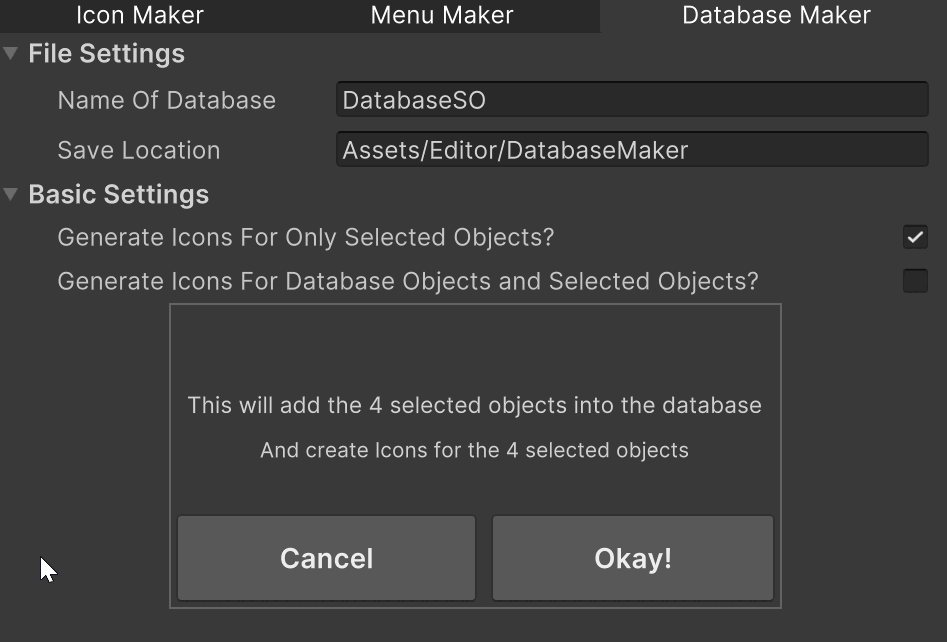 Icon Maker Menu Maker Database Maker
File Settings
Name Of Database DatabaseSO
Save Location Assets/Editor/DatabaseMaker
Basic Settings
Generate Icons For Only Selected Objects?
Generate Icons For Database Objects and Selected Objects?
This will add the 4 selected objects into the database
And create Icons for the 4 selected objects
Cancel Okay!